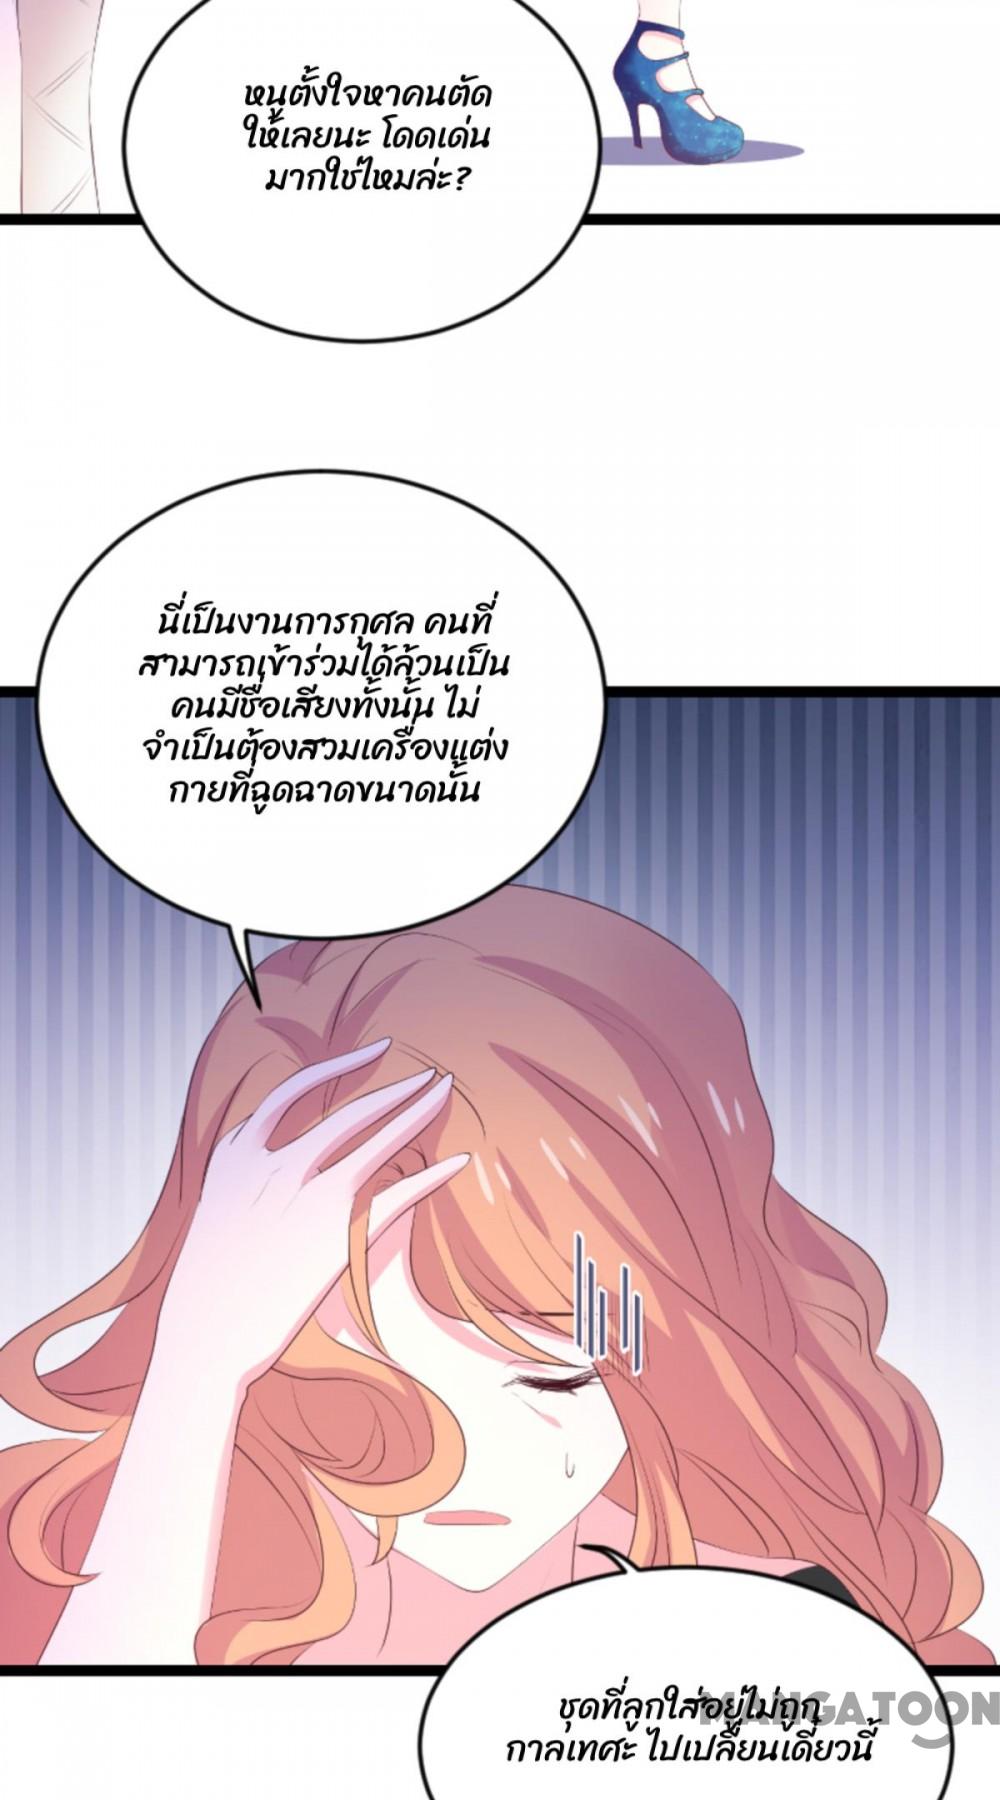 หนูตั้งใจหาคนตัด
ให้เลยนะ โดดเด่น
มากใช่ไหมล่ะ?
นี่เป็นงานการกุศล คนที่
สามารถเข้าร่วมได้ล้วนเป็น
คนมีชื่อเสียงทั้งนั้น ไม่
จำเป็นต้องสวมเครื่องแต่ง
กายที่ฉูดฉาดขนาดนั้น
ชุดที่ลูกใส่อยู่ไม่ถูก
กาลเทศะ ไปเปลี่ยนเดี๋ยวนี้
MANGATOON